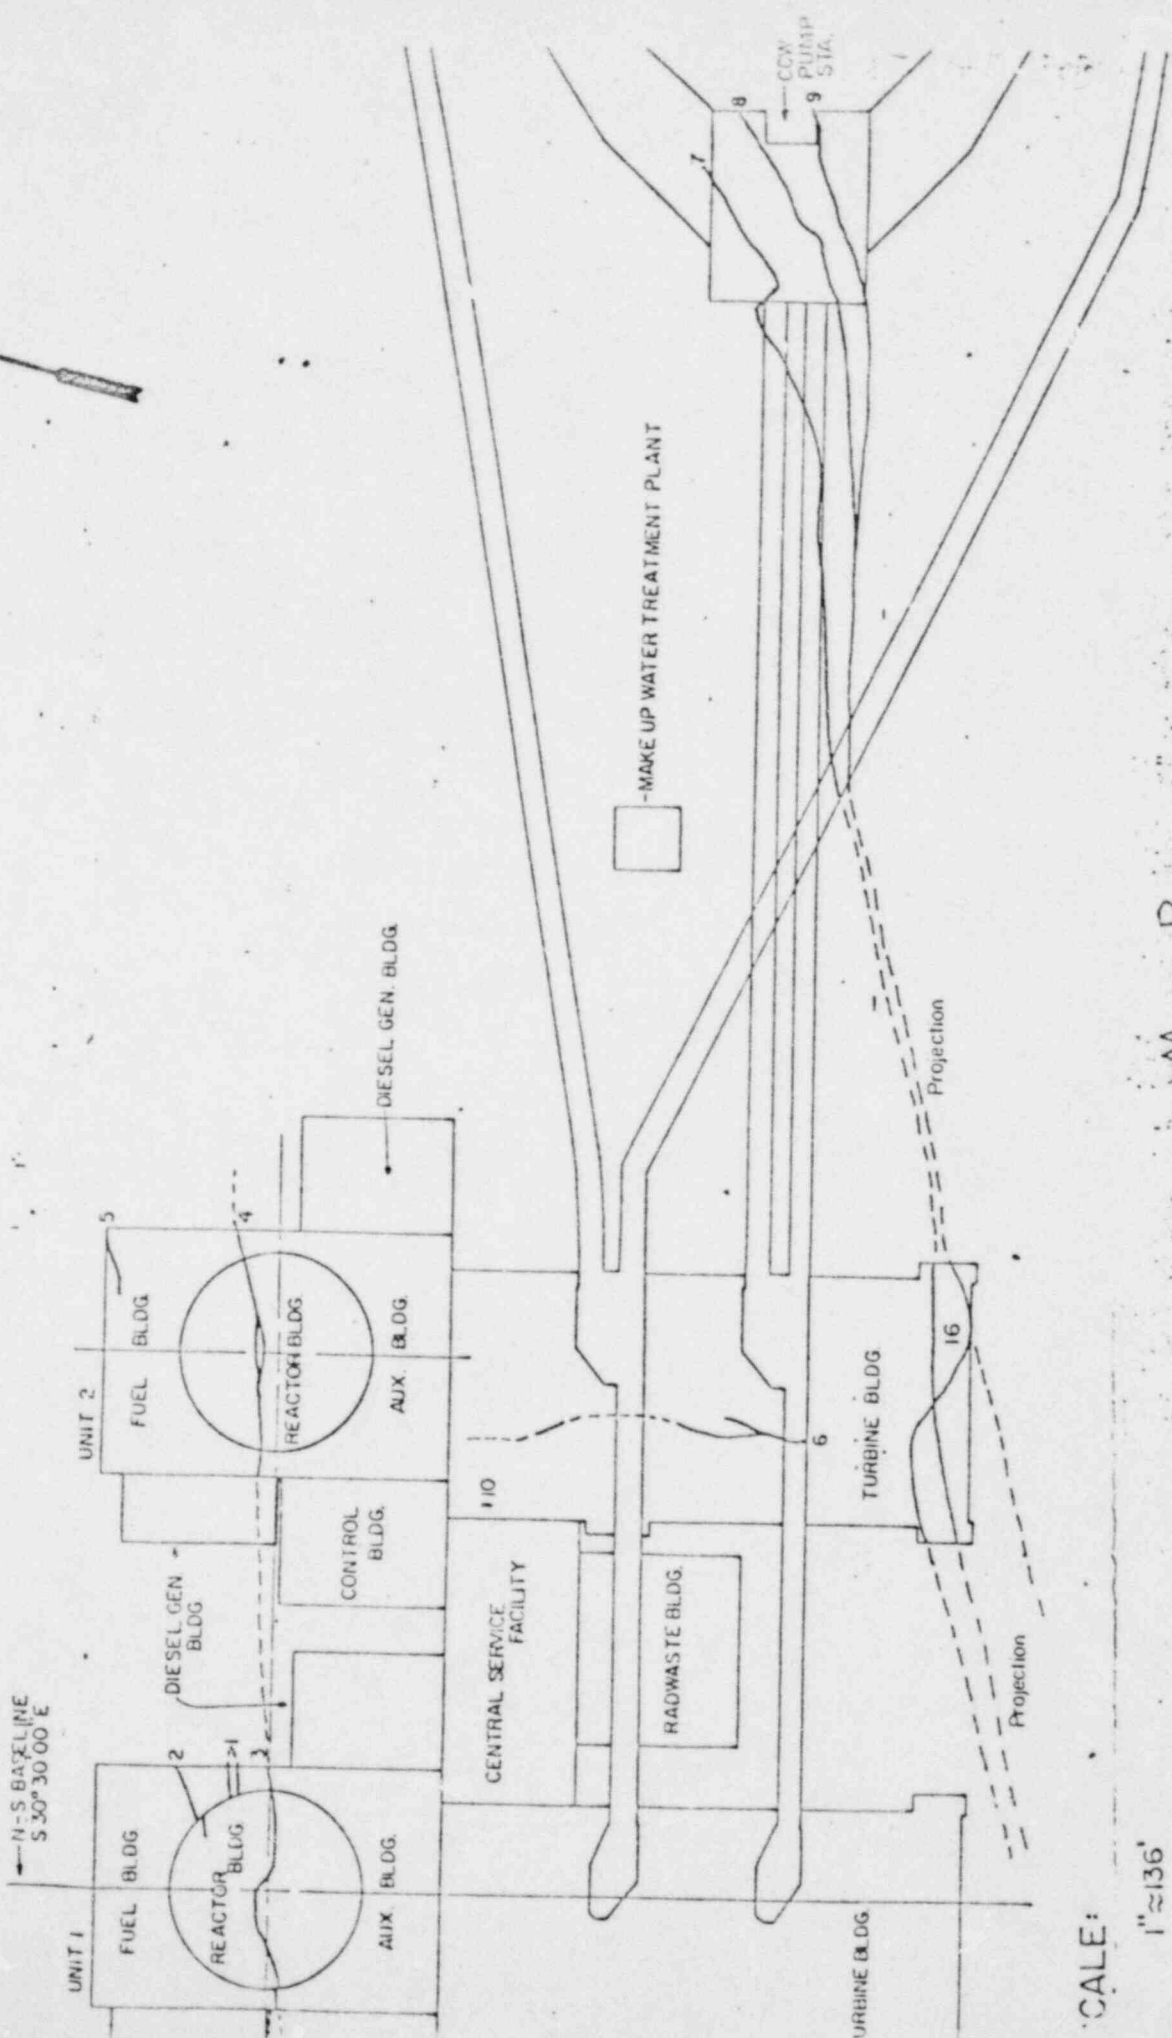 N-S BASELINE
S 30° 30' 00" E
UNIT 1
FUEL BLDG.
REACTOR
BLDG.
AUX. BLDG.
2
1
3
DIESEL GEN
BLDG
CONTROL
BLDG.
UNIT 2
FUEL BLDG.
REACTOR BLDG.
AUX. BLDG.
5
4
DIESEL GEN. BLDG.
CENTRAL SERVICE
FACILITY
RADWASTE BLDG.
110
6
TURBINE BLDG.
16
URBINE BLDG.
Projection
Projection
-MAKE UP WATER TREATMENT PLANT
7
8
9
CCW
PUMP
STA.
CALE:
1"≈136'